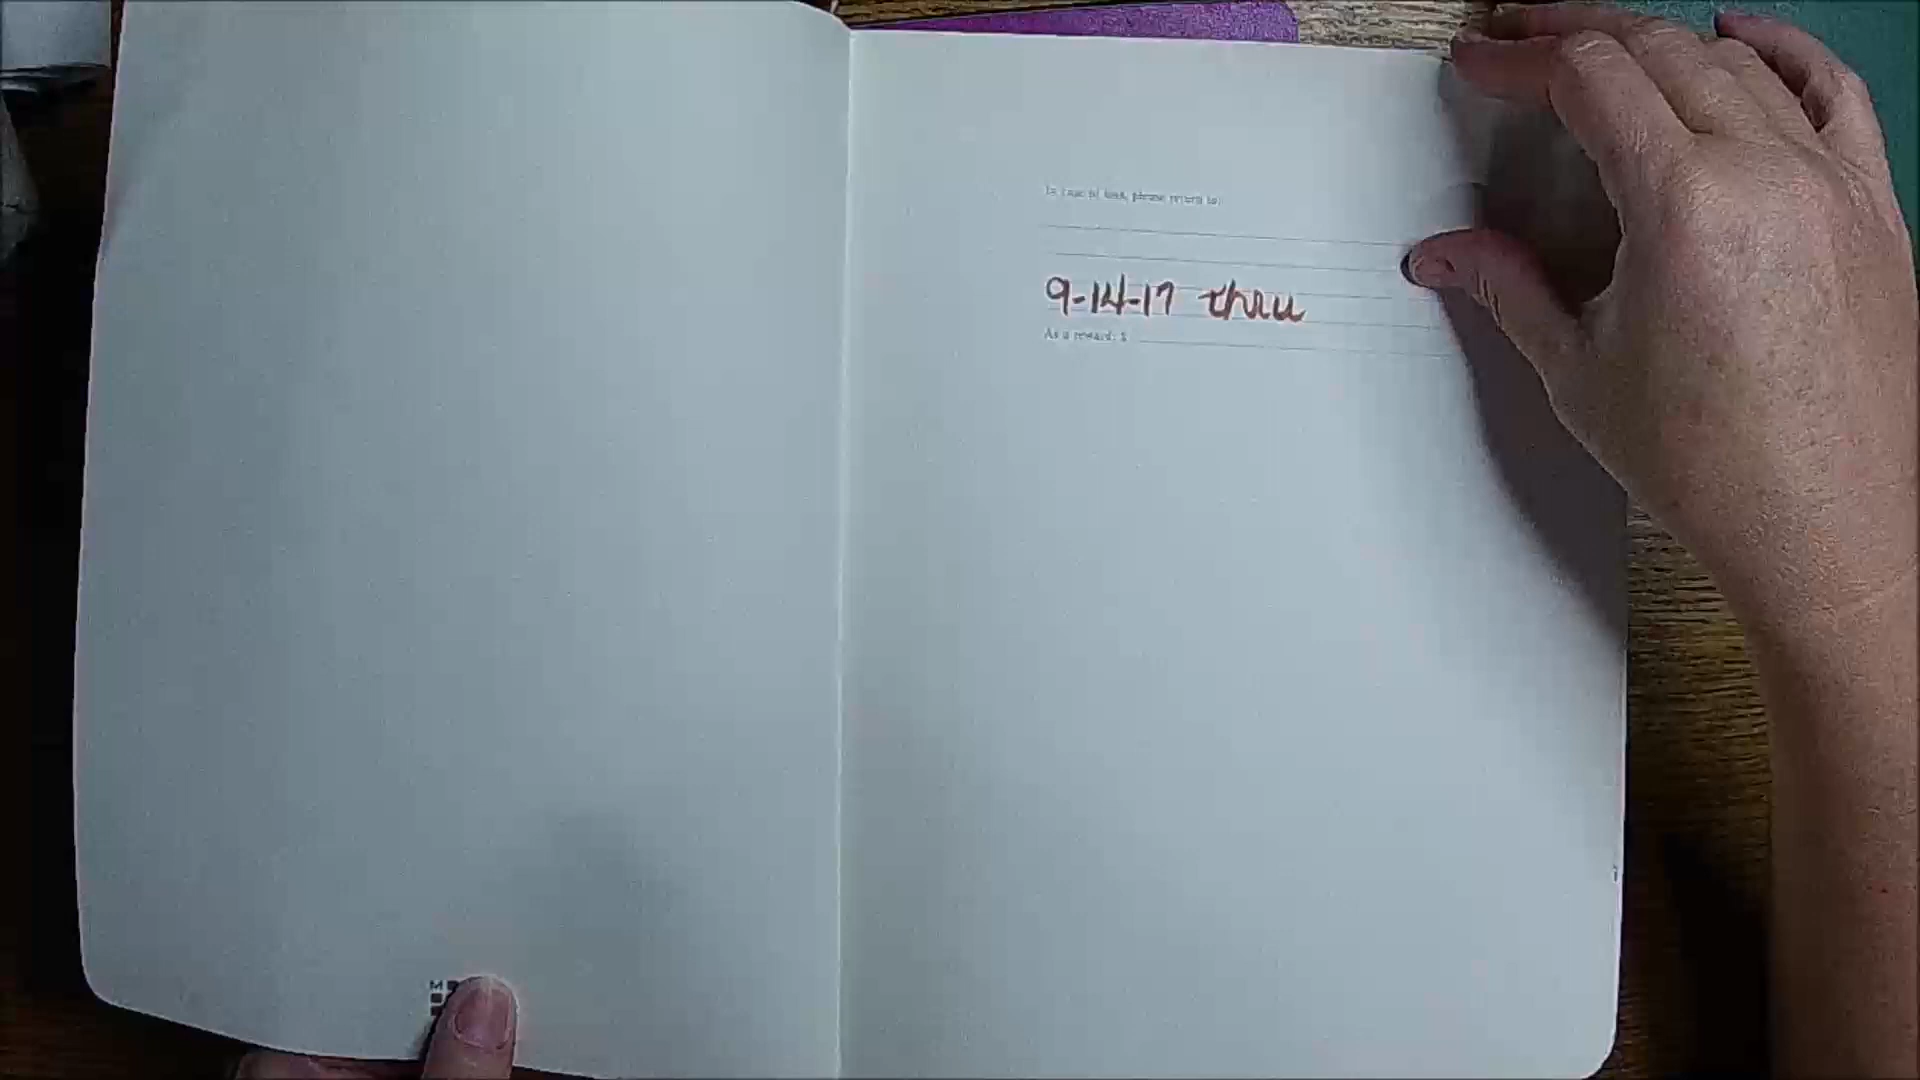 In case of loss, please return to:
9-14-17 thru
As a reward: $
M